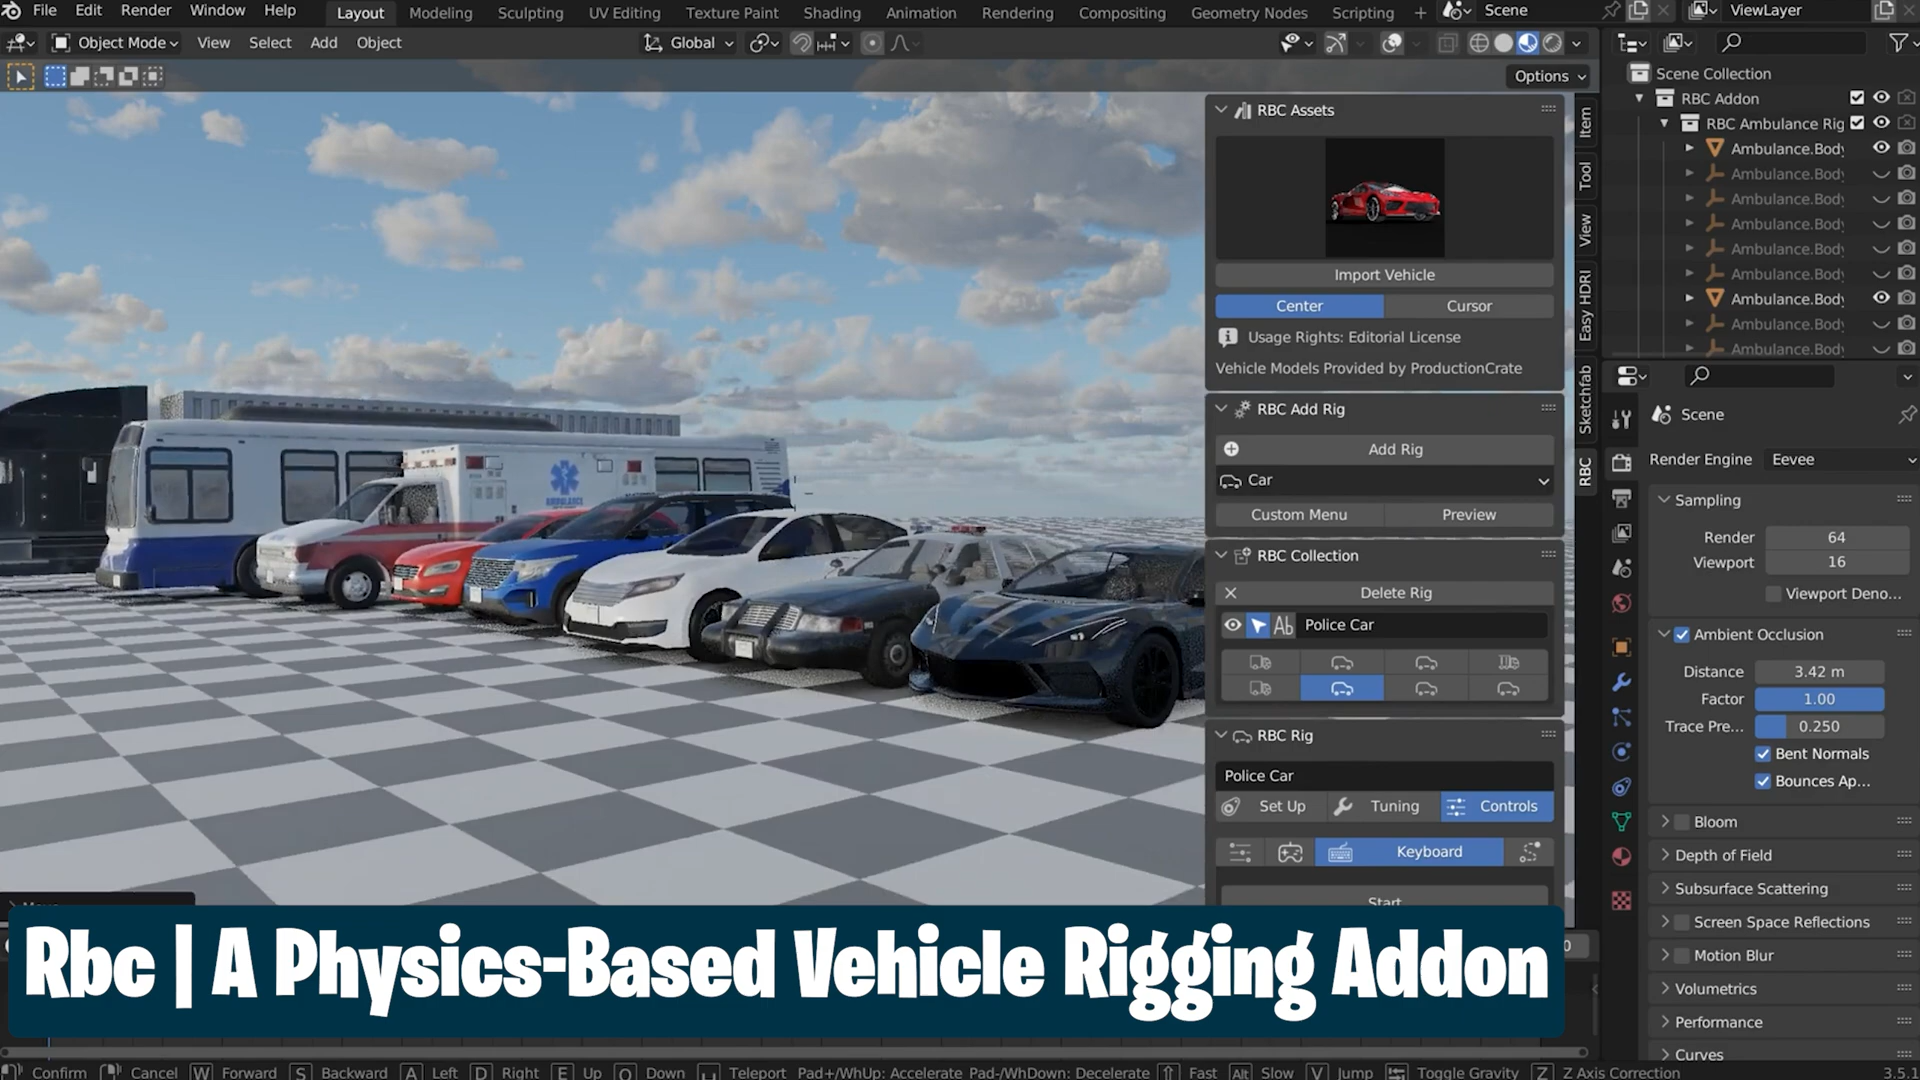 File Edit Render Window Help Layout Modeling Sculpting UV Editing Texture Paint Shading Animation Rendering Compositing Geometry Nodes Scripting + Scene ViewLayer
Object Mode View Select Add Object Global
Options
Scene Collection
RBC Addon
RBC Ambulance Rig
Ambulance.Body
Ambulance.Body
Ambulance.Body
Ambulance.Body
Ambulance.Body
Ambulance.Body
Ambulance.Body
Ambulance.Body
Ambulance.Body
RBC Assets
Import Vehicle
Center Cursor
Usage Rights: Editorial License
Vehicle Models Provided by ProductionCrate
RBC Add Rig
Add Rig
Car
Custom Menu Preview
RBC Collection
Delete Rig
Police Car
RBC Rig
Police Car
Set Up Tuning Controls
Keyboard
Start
Item
Tool
View
Easy HDRI
Sketchfab
RBC
AMBULANCE
Scene
Render Engine Eevee
Sampling
Render 64
Viewport 16
Viewport Deno...
Ambient Occlusion
Distance 3.42 m
Factor 1.00
Trace Pre... 0.250
Bent Normals
Bounces Ap...
Bloom
Depth of Field
Subsurface Scattering
Screen Space Reflections
Motion Blur
Volumetrics
Performance
Curves
Rbc | A Physics-Based Vehicle Rigging Addon
Confirm Cancel W Forward S Backward A Left D Right E Up Q Down Teleport Pad+/WhUp: Accelerate Pad-/WhDown: Decelerate Fast Alt Slow V Jump Toggle Gravity Z Z Axis Correction 3.5.1